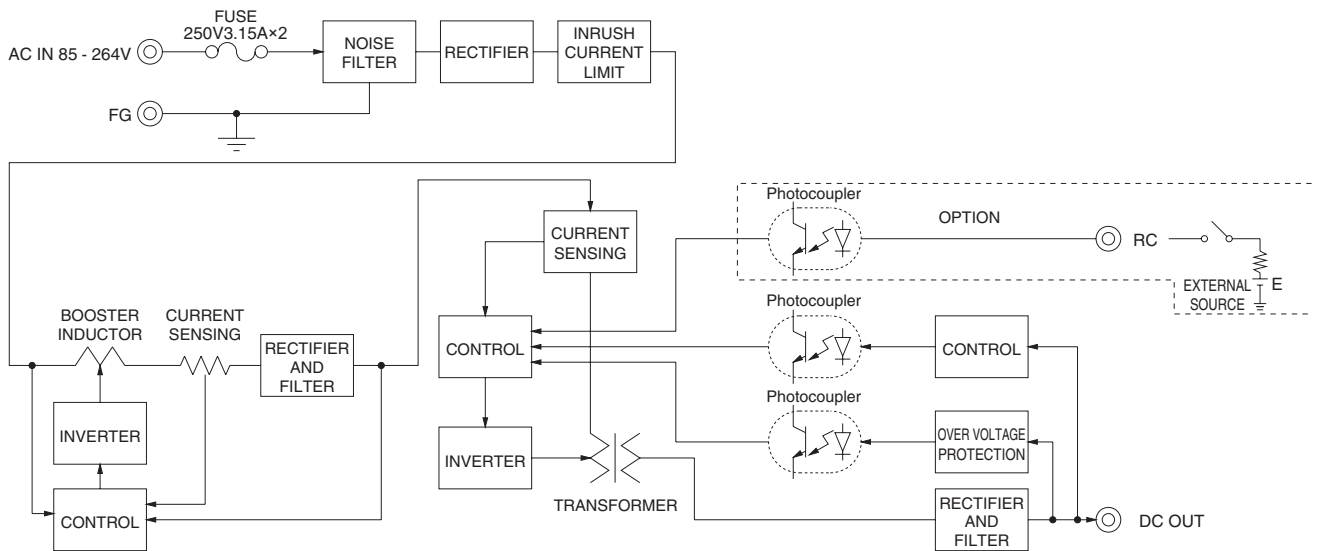 FUSE
250V3.15A×2
AC IN 85 - 264V
NOISE
FILTER
RECTIFIER
INRUSH
CURRENT
LIMIT
FG
Photocoupler
OPTION
RC
CURRENT
SENSING
EXTERNAL
SOURCE
E
BOOSTER
INDUCTOR
CURRENT
SENSING
RECTIFIER
AND
FILTER
CONTROL
Photocoupler
CONTROL
Photocoupler
INVERTER
INVERTER
OVER VOLTAGE
PROTECTION
TRANSFORMER
CONTROL
RECTIFIER
AND
FILTER
DC OUT